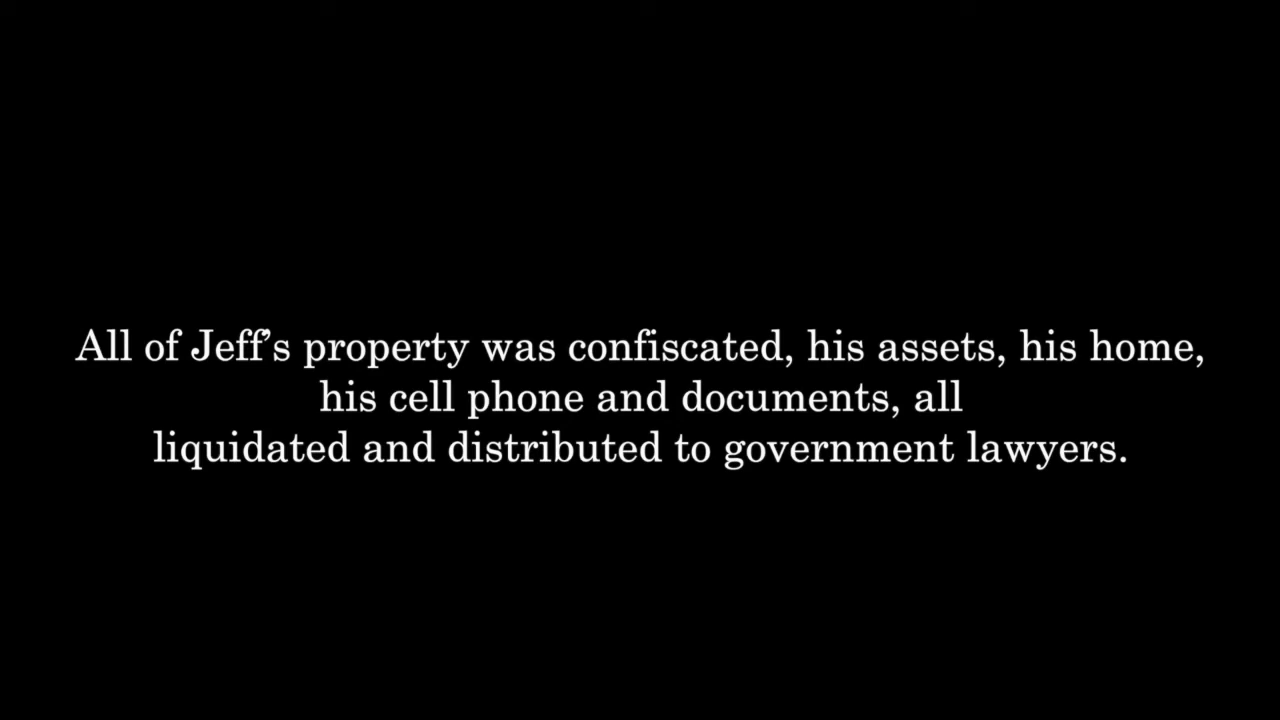 All of Jeff’s property was confiscated, his assets, his home,
his cell phone and documents, all
liquidated and distributed to government lawyers.